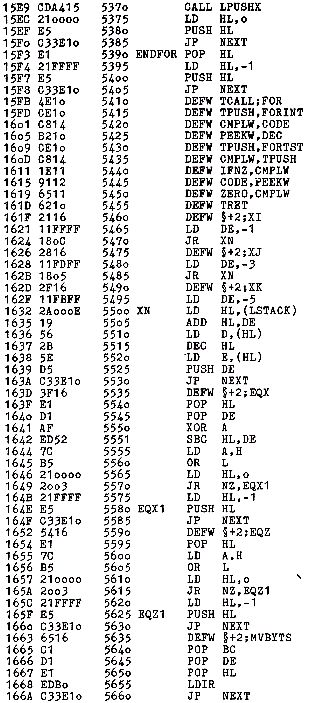 15E9 CDA415 5370 CALL LPUSHX
15EC 210000 5375 LD HL,0
15EF E5 5380 PUSH HL
15F0 C33E10 5385 JP NEXT
15F3 E1 5390 ENDFOR POP HL
15F4 21FFFF 5395 LD HL,-1
15F7 E5 5400 PUSH HL
15F8 C33E10 5405 JP NEXT
15FB 4E10 5410 DEFW TCALL;FOR
15FD CE10 5415 DEFW TPUSH,FORINT
1601 C814 5420 DEFW CMPLW,CODE
1605 B210 5425 DEFW PEEKW,DEC
1609 CE10 5430 DEFW TPUSH,FORTST
160D C814 5435 DEFW CMPLW,TPUSH
1611 1E11 5440 DEFW IFNZ,CMPLW
1615 9112 5445 DEFW CODE,PEEKW
1619 6511 5450 DEFW ZERO,CMPLW
161D 6210 5455 DEFW TRET
161F 2116 5460 DEFW $+2;XI
1621 11FFFF 5465 LD DE,-1
1624 180C 5470 JR XN
1626 2816 5475 DEFW $+2;XJ
1628 11FDFF 5480 LD DE,-3
162B 1805 5485 JR XN
162D 2F16 5490 DEFW $+2;XK
162F 11FBFF 5495 LD DE,-5
1632 2A000E 5500 XN LD HL,(LSTACK)
1635 19 5505 ADD HL,DE
1636 56 5510 LD D,(HL)
1637 2B 5515 DEC HL
1638 5E 5520 LD E,(HL)
1639 D5 5525 PUSH DE
163A C33E10 5530 JP NEXT
163D 3F16 5535 DEFW $+2;EQX
163F E1 5540 POP HL
1640 D1 5545 POP DE
1641 AF 5550 XOR A
1642 ED52 5551 SBC HL,DE
1644 7C 5555 LD A,H
1645 B5 5560 OR L
1646 210000 5565 LD HL,0
1649 2003 5570 JR NZ,EQX1
164B 21FFFF 5575 LD HL,-1
164E E5 5580 EQX1 PUSH HL
164F C33E10 5585 JP NEXT
1652 5416 5590 DEFW $+2;EQZ
1654 E1 5595 POP HL
1655 7C 5600 LD A,H
1656 B5 5605 OR L
1657 210000 5610 LD HL,0
165A 2003 5615 JR NZ,EQZ1
165C 21FFFF 5620 LD HL,-1
165F E5 5625 EQZ1 PUSH HL
1660 C33E10 5630 JP NEXT
1663 6516 5635 DEFW $+2;MVBYTS
1665 C1 5640 POP BC
1666 D1 5645 POP DE
1667 E1 5650 POP HL
1668 EDB0 5655 LDIR
166A C33E10 5660 JP NEXT